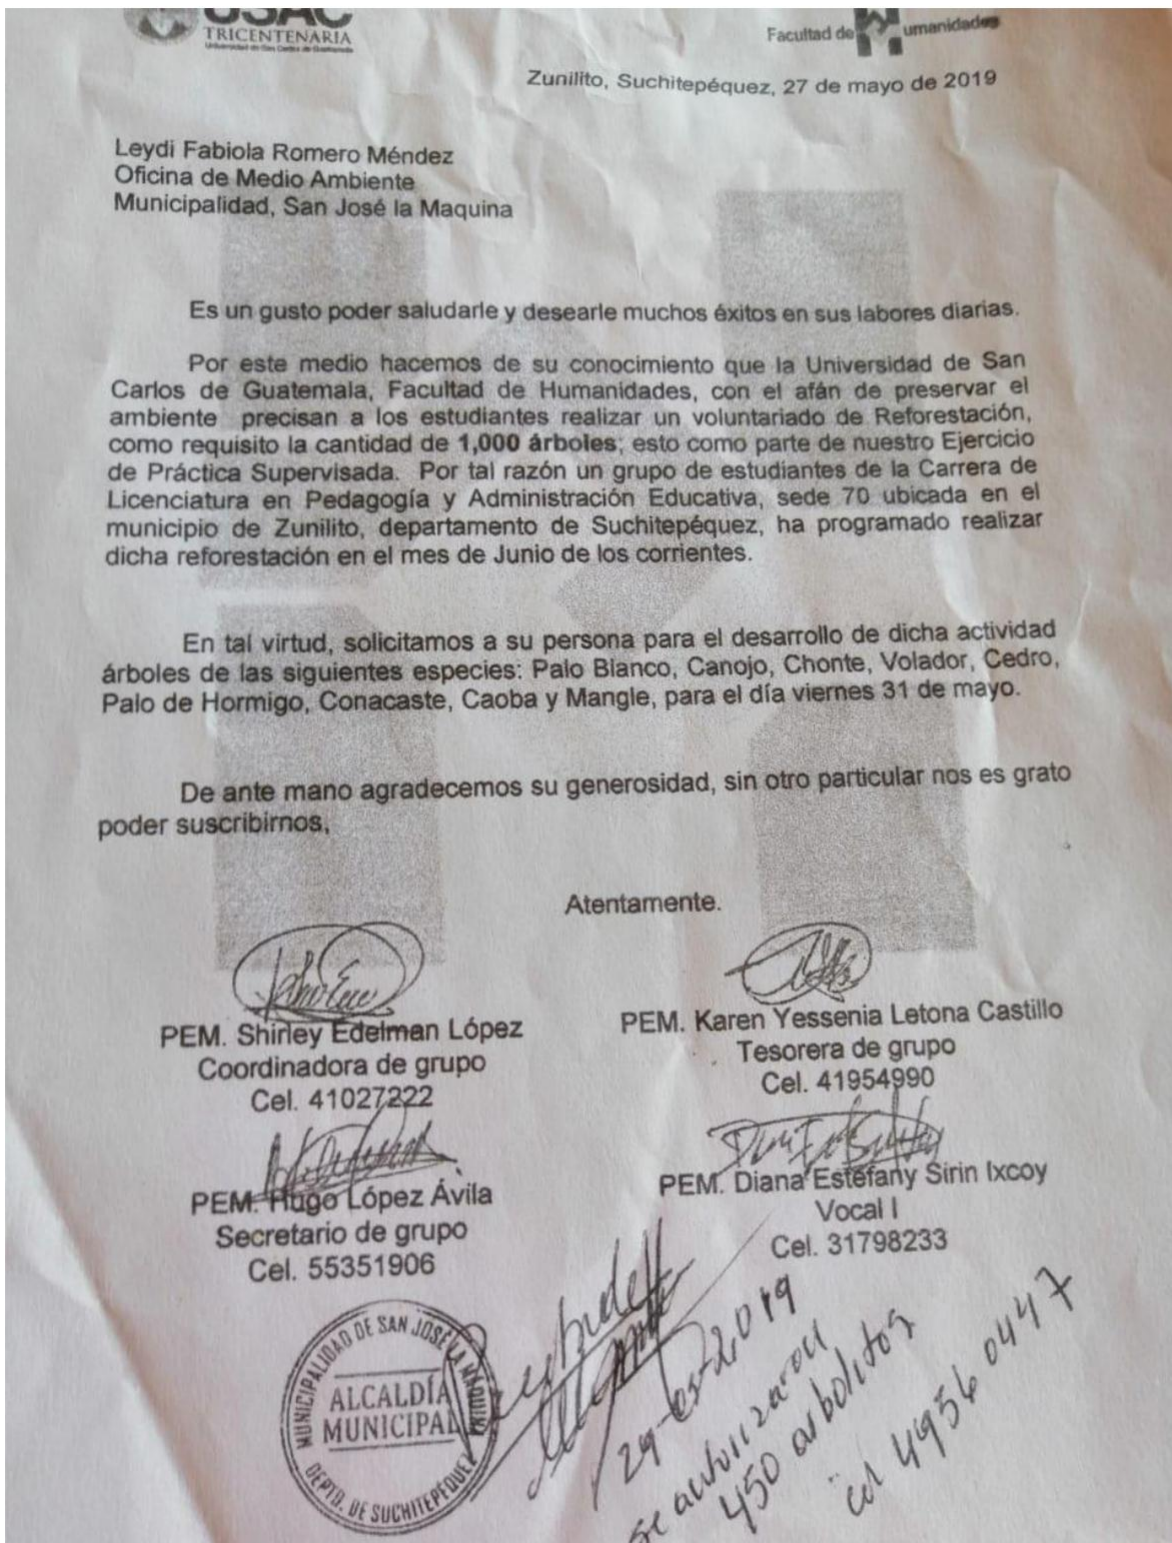 USAC
TRICENTENARIA
Universidad de San Carlos de Guatemala
Facultad de Humanidades
Zunilito, Suchitepéquez, 27 de mayo de 2019
Leydi Fabiola Romero Méndez
Oficina de Medio Ambiente
Municipalidad, San José la Maquina
Es un gusto poder saludarle y desearle muchos éxitos en sus labores diarias.
Por este medio hacemos de su conocimiento que la Universidad de San
Carlos de Guatemala, Facultad de Humanidades, con el afán de preservar el
ambiente precisan a los estudiantes realizar un voluntariado de Reforestación,
como requisito la cantidad de 1,000 árboles; esto como parte de nuestro Ejercicio
de Práctica Supervisada. Por tal razón un grupo de estudiantes de la Carrera de
Licenciatura en Pedagogía y Administración Educativa, sede 70 ubicada en el
municipio de Zunilito, departamento de Suchitepéquez, ha programado realizar
dicha reforestación en el mes de Junio de los corrientes.
En tal virtud, solicitamos a su persona para el desarrollo de dicha actividad
árboles de las siguientes especies: Palo Blanco, Canojo, Chonte, Volador, Cedro,
Palo de Hormigo, Conacaste, Caoba y Mangle, para el día viernes 31 de mayo.
De ante mano agradecemos su generosidad, sin otro particular nos es grato
poder suscribirnos,
Atentamente.
PEM. Shirley Edelman López
Coordinadora de grupo
Cel. 41027222
PEM. Karen Yessenia Letona Castillo
Tesorera de grupo
Cel. 41954990
PEM. Hugo López Ávila
Secretario de grupo
Cel. 55351906
PEM. Diana Estefany Sirin Ixcoy
Vocal I
Cel. 31798233
MUNICIPALIDAD DE SAN JOSÉ LA MÁQUINA
ALCALDÍA
MUNICIPAL
DEPTO. DE SUCHITEPÉQUEZ
29-05-2019
se autorizaron
450 arbolitos
cel 4956 0447